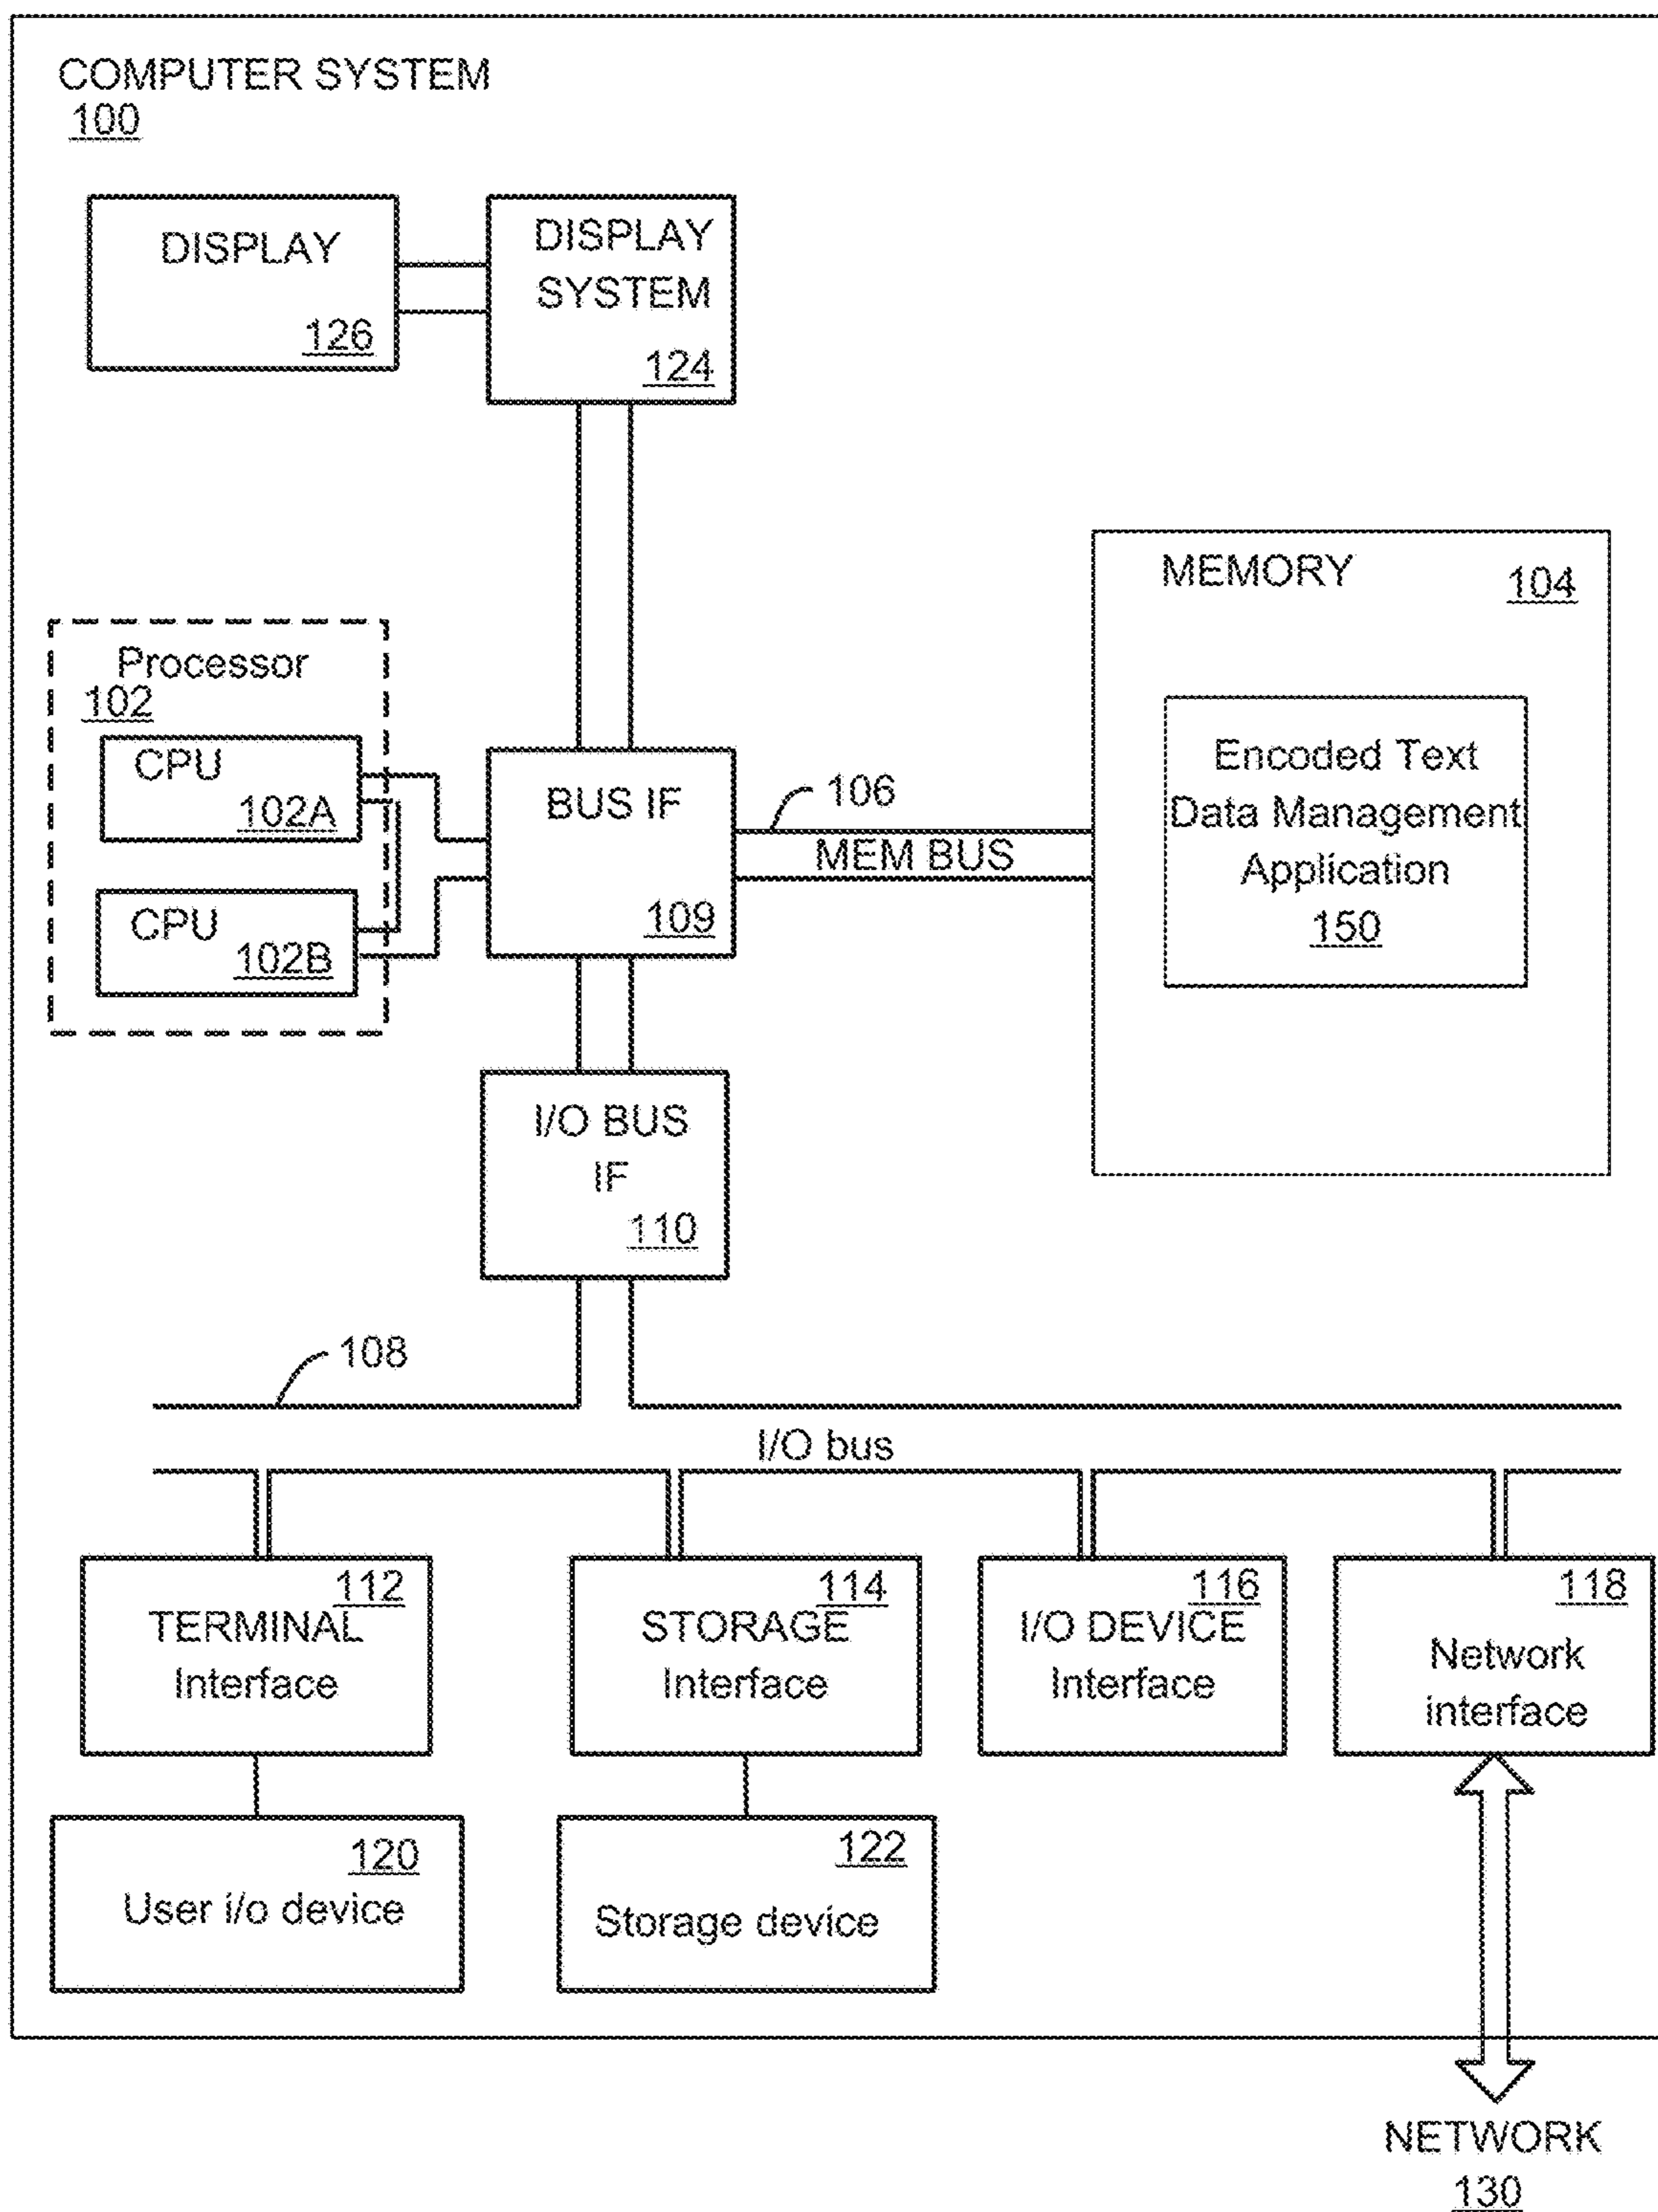 COMPUTER SYSTEM
100
DISPLAY
126
DISPLAY
SYSTEM
124
MEMORY
104
Encoded Text
Data Management
Application
150
Processor
102
CPU
102A
CPU
102B
BUS IF
109
106
MEM BUS
I/O BUS
IF
110
108
I/O bus
112
TERMINAL
Interface
114
STORAGE
Interface
116
I/O DEVICE
Interface
118
Network
interface
120
User i/o device
122
Storage device
NETWORK
130